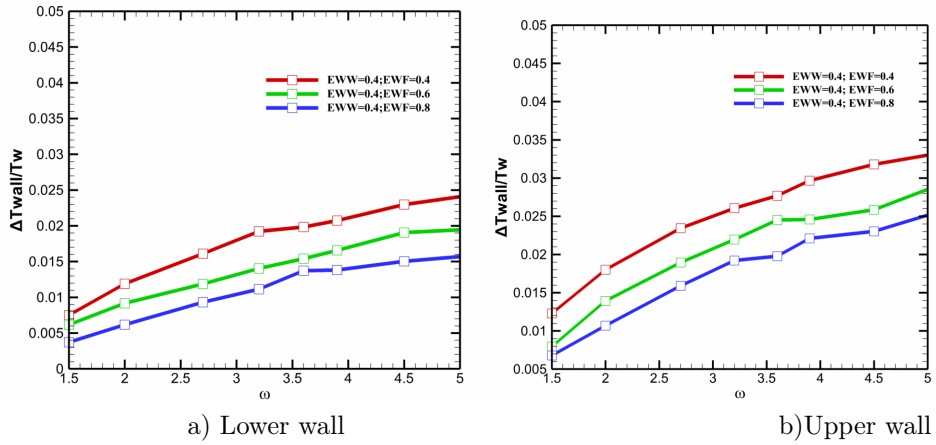 0.05
0.045
0.04
0.035
0.03
0.025
0.02
0.015
0.01
0.005
0
ΔTwall/Tw
EWW=0.4;EWF=0.4
EWW=0.4;EWF=0.6
EWW=0.4;EWF=0.8
1.5 2 2.5 3 3.5 4 4.5 5
ω
a) Lower wall
0.05
0.045
0.04
0.035
0.03
0.025
0.02
0.015
0.01
0.005
ΔTwall/Tw
EWW=0.4; EWF=0.4
EWW=0.4; EWF=0.6
EWW=0.4; EWF=0.8
1.5 2 2.5 3 3.5 4 4.5 5
ω
b)Upper wall